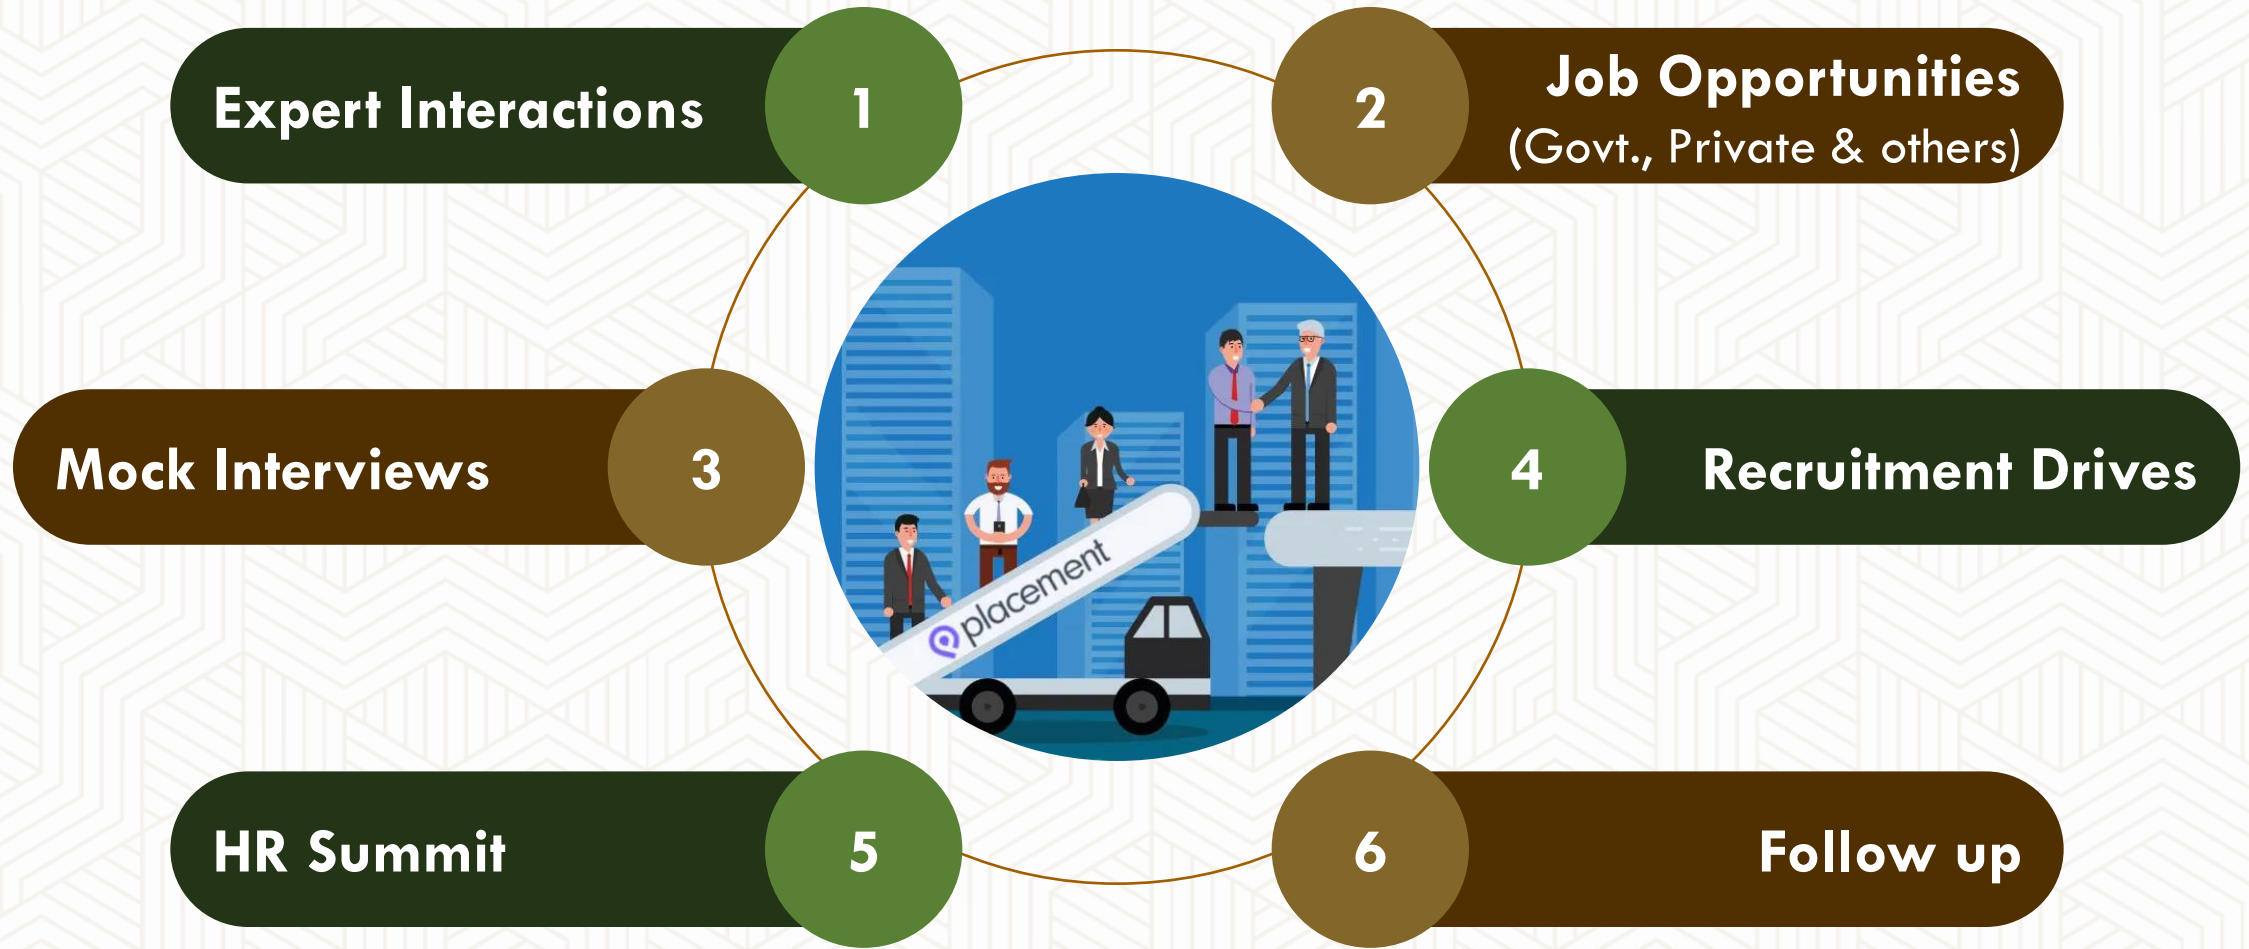 Expert Interactions
1
2
Job Opportunities
(Govt., Private & others)
Mock Interviews
3
placement
4
Recruitment Drives
HR Summit
5
6
Follow up